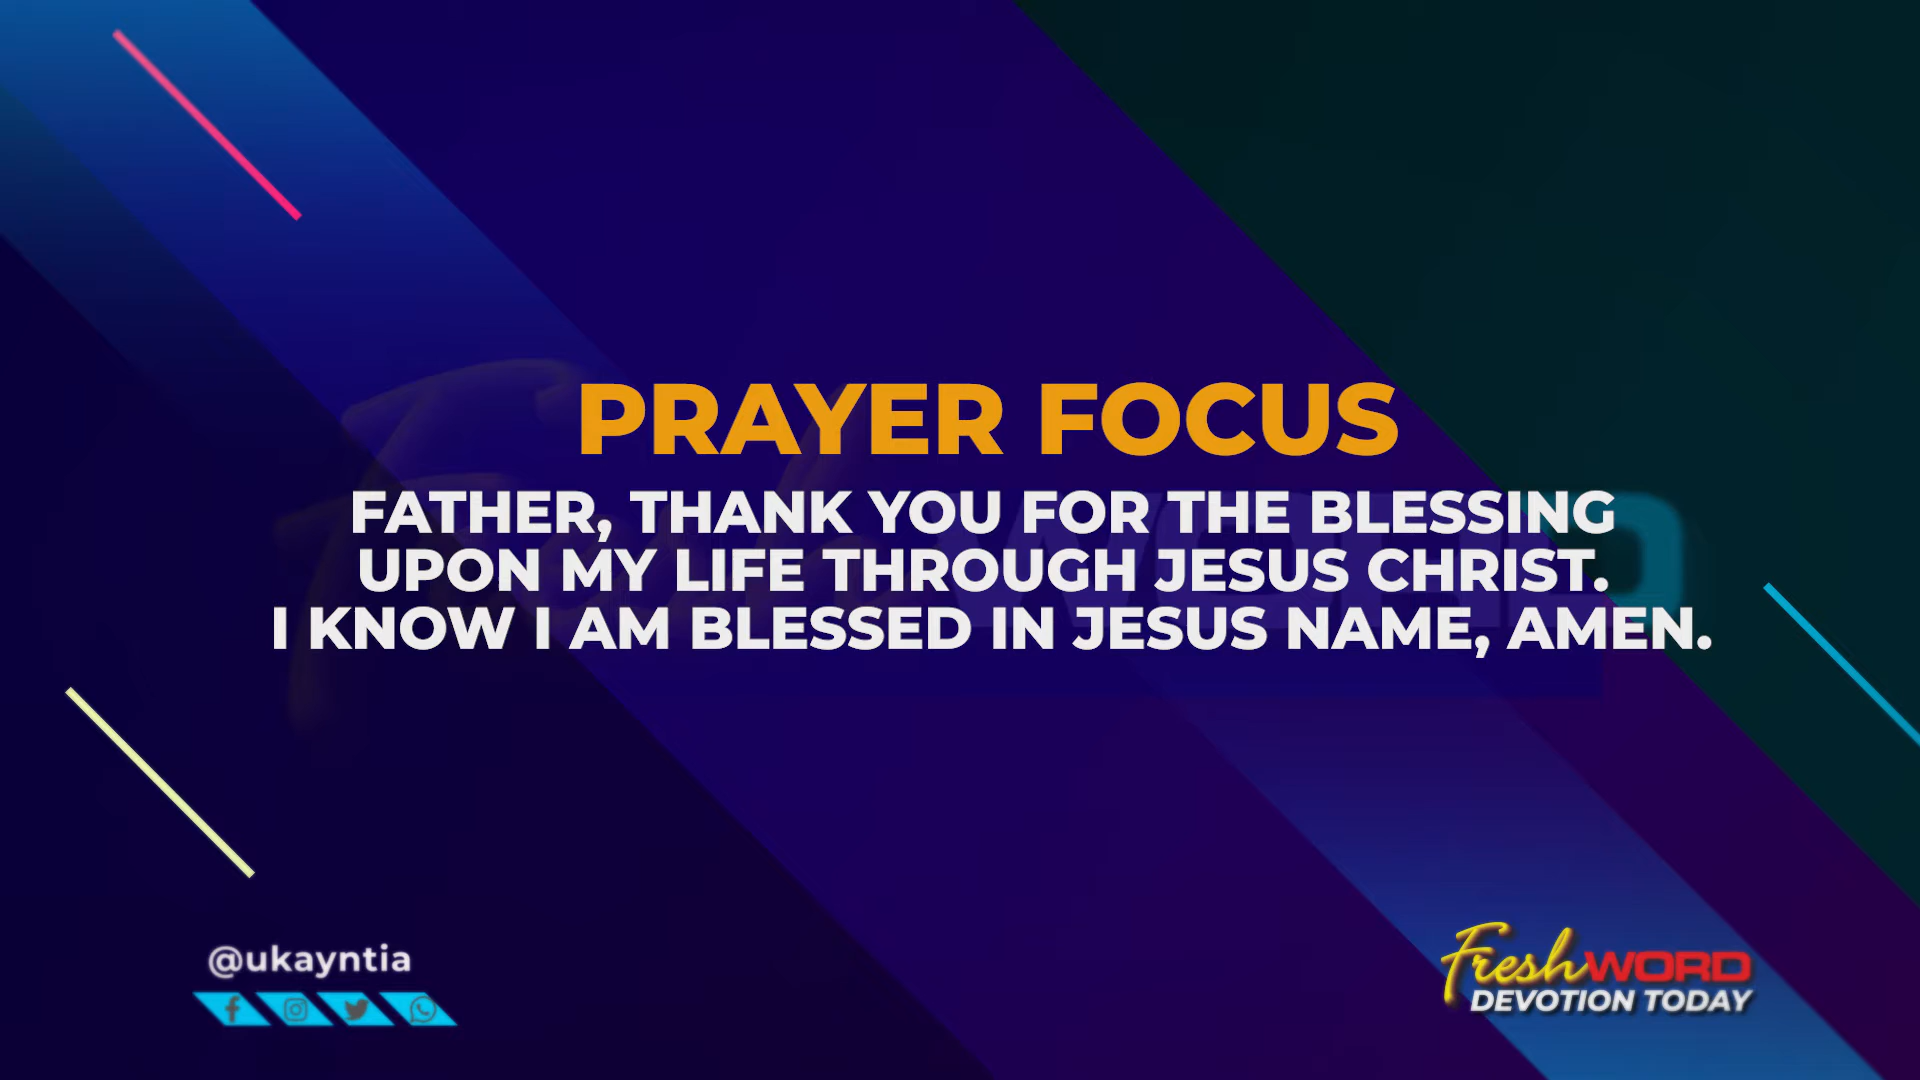 PRAYER FOCUS
FATHER, THANK YOU FOR THE BLESSING
UPON MY LIFE THROUGH JESUS CHRIST.
I KNOW I AM BLESSED IN JESUS NAME, AMEN.
@ukayntia
FreshWORD
DEVOTION TODAY